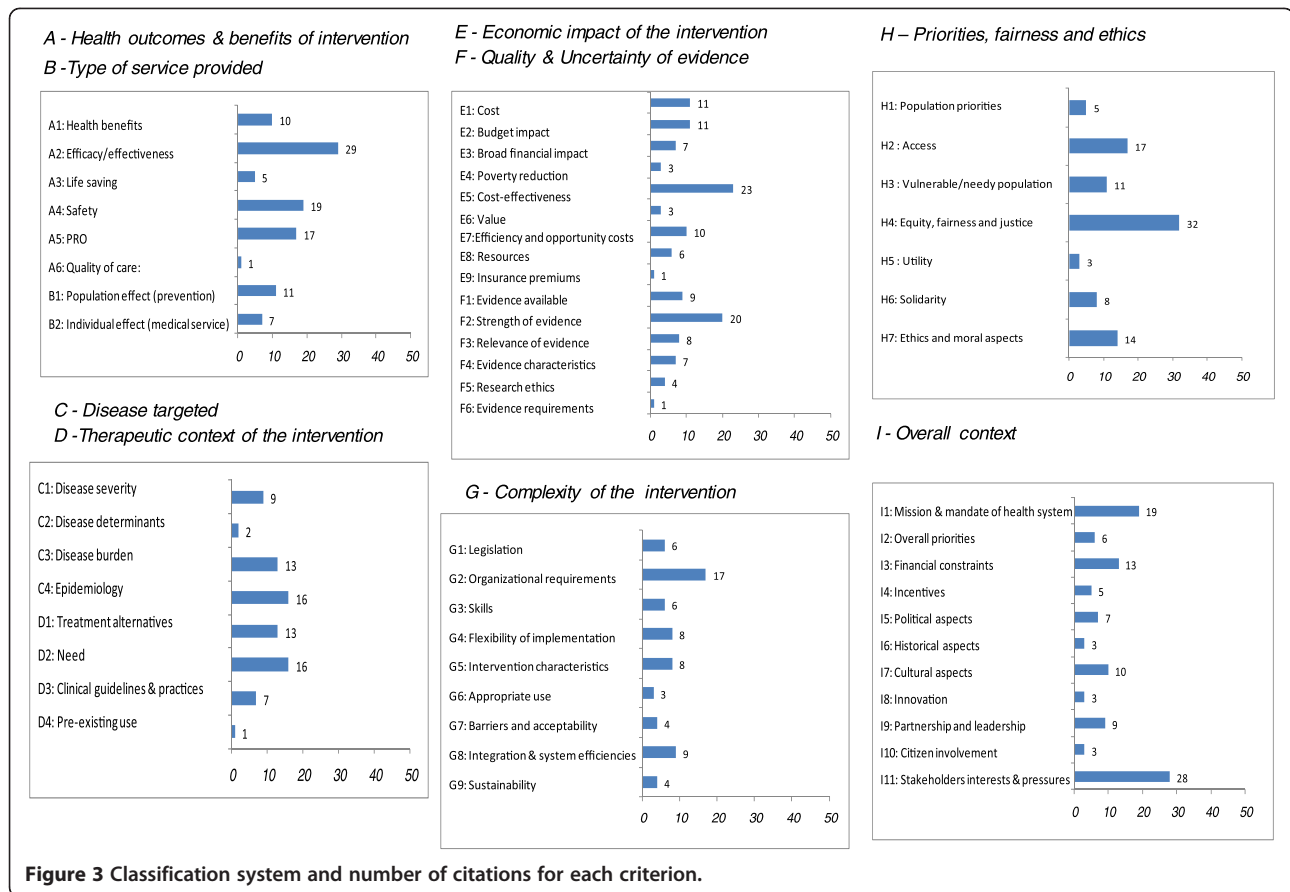 A - Health outcomes & benefits of intervention
B -Type of service provided
A1: Health benefits 10
A2: Efficacy/effectiveness 29
A3: Life saving 5
A4: Safety 19
A5: PRO 17
A6: Quality of care: 1
B1: Population effect (prevention) 11
B2: Individual effect (medical service) 7
0 10 20 30 40 50
C - Disease targeted
D -Therapeutic context of the intervention
C1: Disease severity 9
C2: Disease determinants 2
C3: Disease burden 13
C4: Epidemiology 16
D1: Treatment alternatives 13
D2: Need 16
D3: Clinical guidelines & practices 7
D4: Pre-existing use 1
0 10 20 30 40 50
E - Economic impact of the intervention
F - Quality & Uncertainty of evidence
E1: Cost 11
E2: Budget impact 11
E3: Broad financial impact 7
E4: Poverty reduction 3
E5: Cost-effectiveness 23
E6: Value 3
E7:Efficiency and opportunity costs 10
E8: Resources 6
E9: Insurance premiums 1
F1: Evidence available 9
F2: Strength of evidence 20
F3: Relevance of evidence 8
F4: Evidence characteristics 7
F5: Research ethics 4
F6: Evidence requirements 1
0 10 20 30 40 50
G - Complexity of the intervention
G1: Legislation 6
G2: Organizational requirements 17
G3: Skills 6
G4: Flexibility of implementation 8
G5: Intervention characteristics 8
G6: Appropriate use 3
G7: Barriers and acceptability 4
G8: Integration & system efficiencies 9
G9: Sustainability 4
0 10 20 30 40 50
H – Priorities, fairness and ethics
H1: Population priorities 5
H2 : Access 17
H3 : Vulnerable/needy population 11
H4: Equity, fairness and justice 32
H5 : Utility 3
H6: Solidarity 8
H7: Ethics and moral aspects 14
0 10 20 30 40 50
I - Overall context
I1: Mission & mandate of health system 19
I2: Overall priorities 6
I3: Financial constraints 13
I4: Incentives 5
I5: Political aspects 7
I6: Historical aspects 3
I7: Cultural aspects 10
I8: Innovation 3
I9: Partnership and leadership 9
I10: Citizen involvement 3
I11: Stakeholders interests & pressures 28
0 10 20 30 40 50
Figure 3 Classification system and number of citations for each criterion.